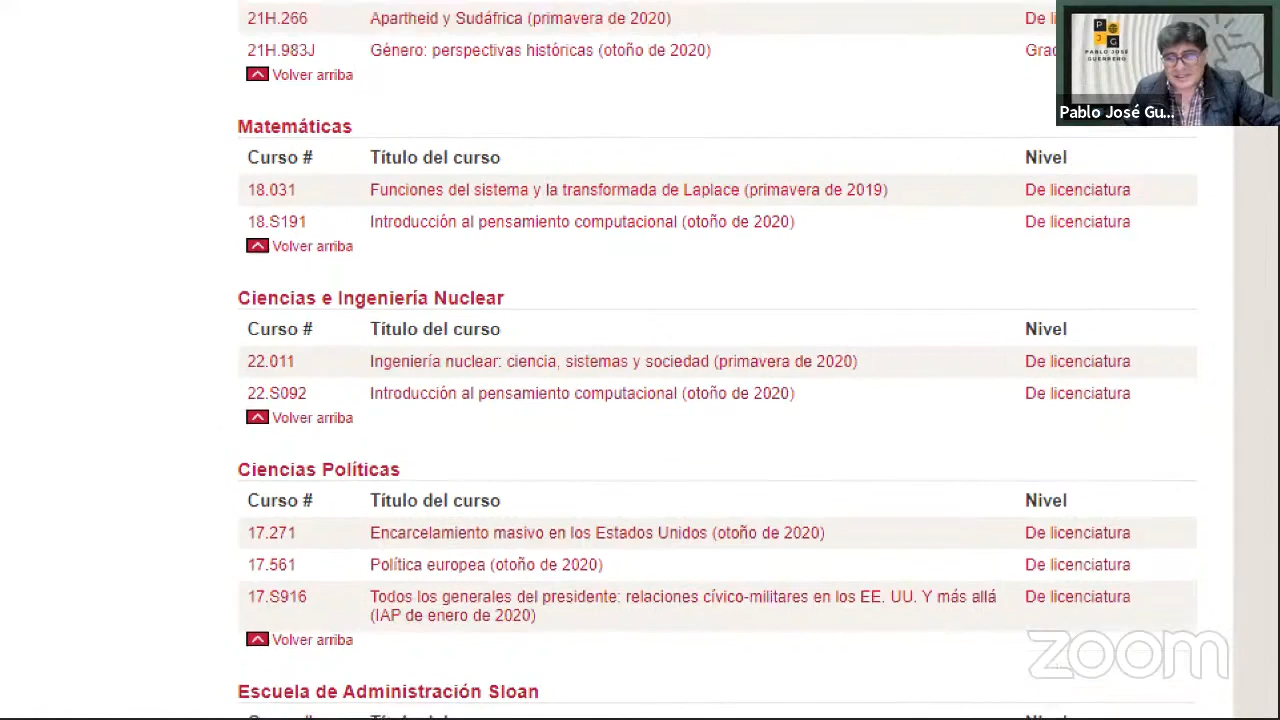 21H.266 Apartheid y Sudáfrica (primavera de 2020) De li
21H.983J Género: perspectivas históricas (otoño de 2020) Grad
Volver arriba
PJG
PABLO JOSÉ
GUERRERO
Pablo José Gu...
Matemáticas
Curso # Título del curso Nivel
18.031 Funciones del sistema y la transformada de Laplace (primavera de 2019) De licenciatura
18.S191 Introducción al pensamiento computacional (otoño de 2020) De licenciatura
Volver arriba
Ciencias e Ingeniería Nuclear
Curso # Título del curso Nivel
22.011 Ingeniería nuclear: ciencia, sistemas y sociedad (primavera de 2020) De licenciatura
22.S092 Introducción al pensamiento computacional (otoño de 2020) De licenciatura
Volver arriba
Ciencias Políticas
Curso # Título del curso Nivel
17.271 Encarcelamiento masivo en los Estados Unidos (otoño de 2020) De licenciatura
17.561 Política europea (otoño de 2020) De licenciatura
17.S916 Todos los generales del presidente: relaciones cívico-militares en los EE. UU. Y más allá De licenciatura
(IAP de enero de 2020)
Volver arriba
zoom
Escuela de Administración Sloan